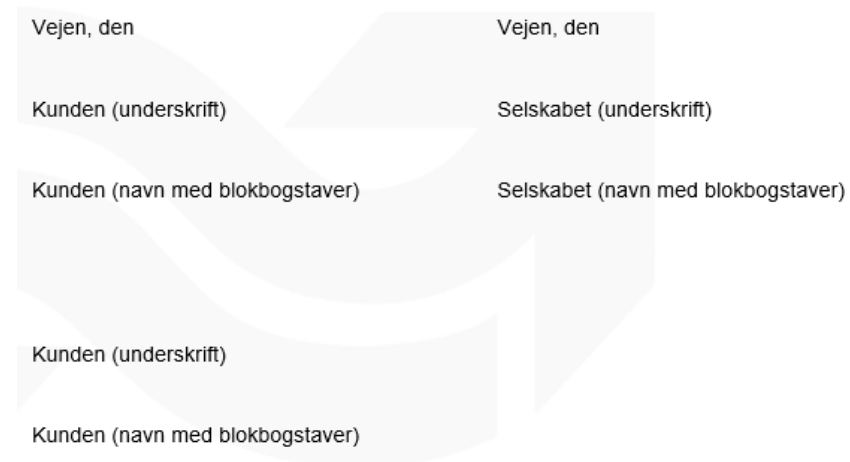 Vejen, den
Vejen, den
Kunden (underskrift)
Selskabet (underskrift)
Kunden (navn med blokbogstaver)
Selskabet (navn med blokbogstaver)
Kunden (underskrift)
Kunden (navn med blokbogstaver)